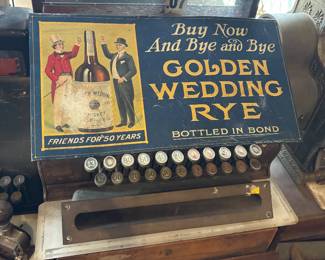 Buy Now
And Bye and Bye
GOLDEN
WEDDING
RYE
BOTTLED IN BOND
FRIENDS FOR 50 YEARS